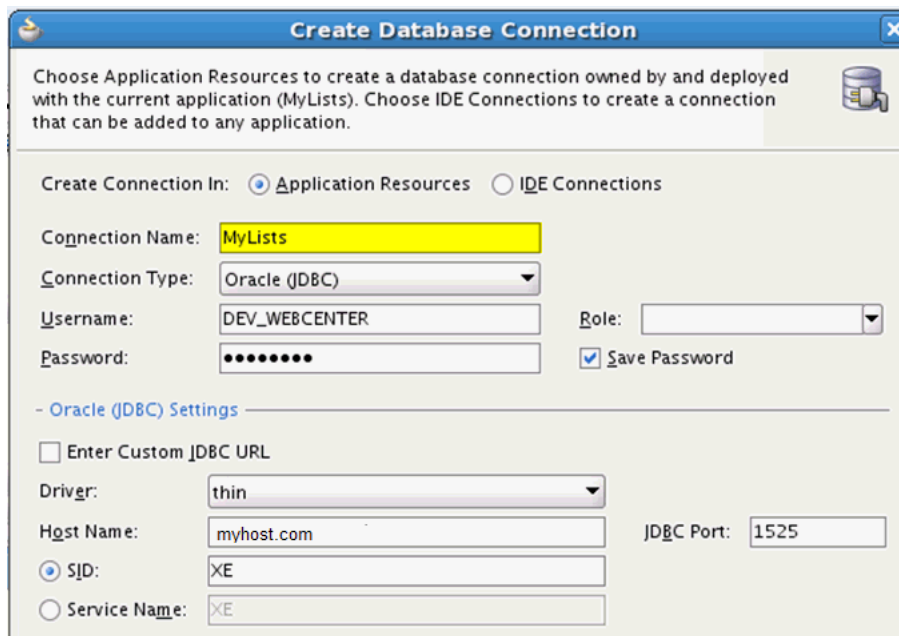 Create Database Connection
Choose Application Resources to create a database connection owned by and deployed
with the current application (MyLists). Choose IDE Connections to create a connection
that can be added to any application.
Create Connection In: Application Resources IDE Connections
Connection Name: MyLists
Connection Type: Oracle (JDBC)
Username: DEV_WEBCENTER Role:
Password: •••••••• Save Password
Oracle (JDBC) Settings
Enter Custom JDBC URL
Driver: thin
Host Name: myhost.com JDBC Port: 1525
SID: XE
Service Name: XE